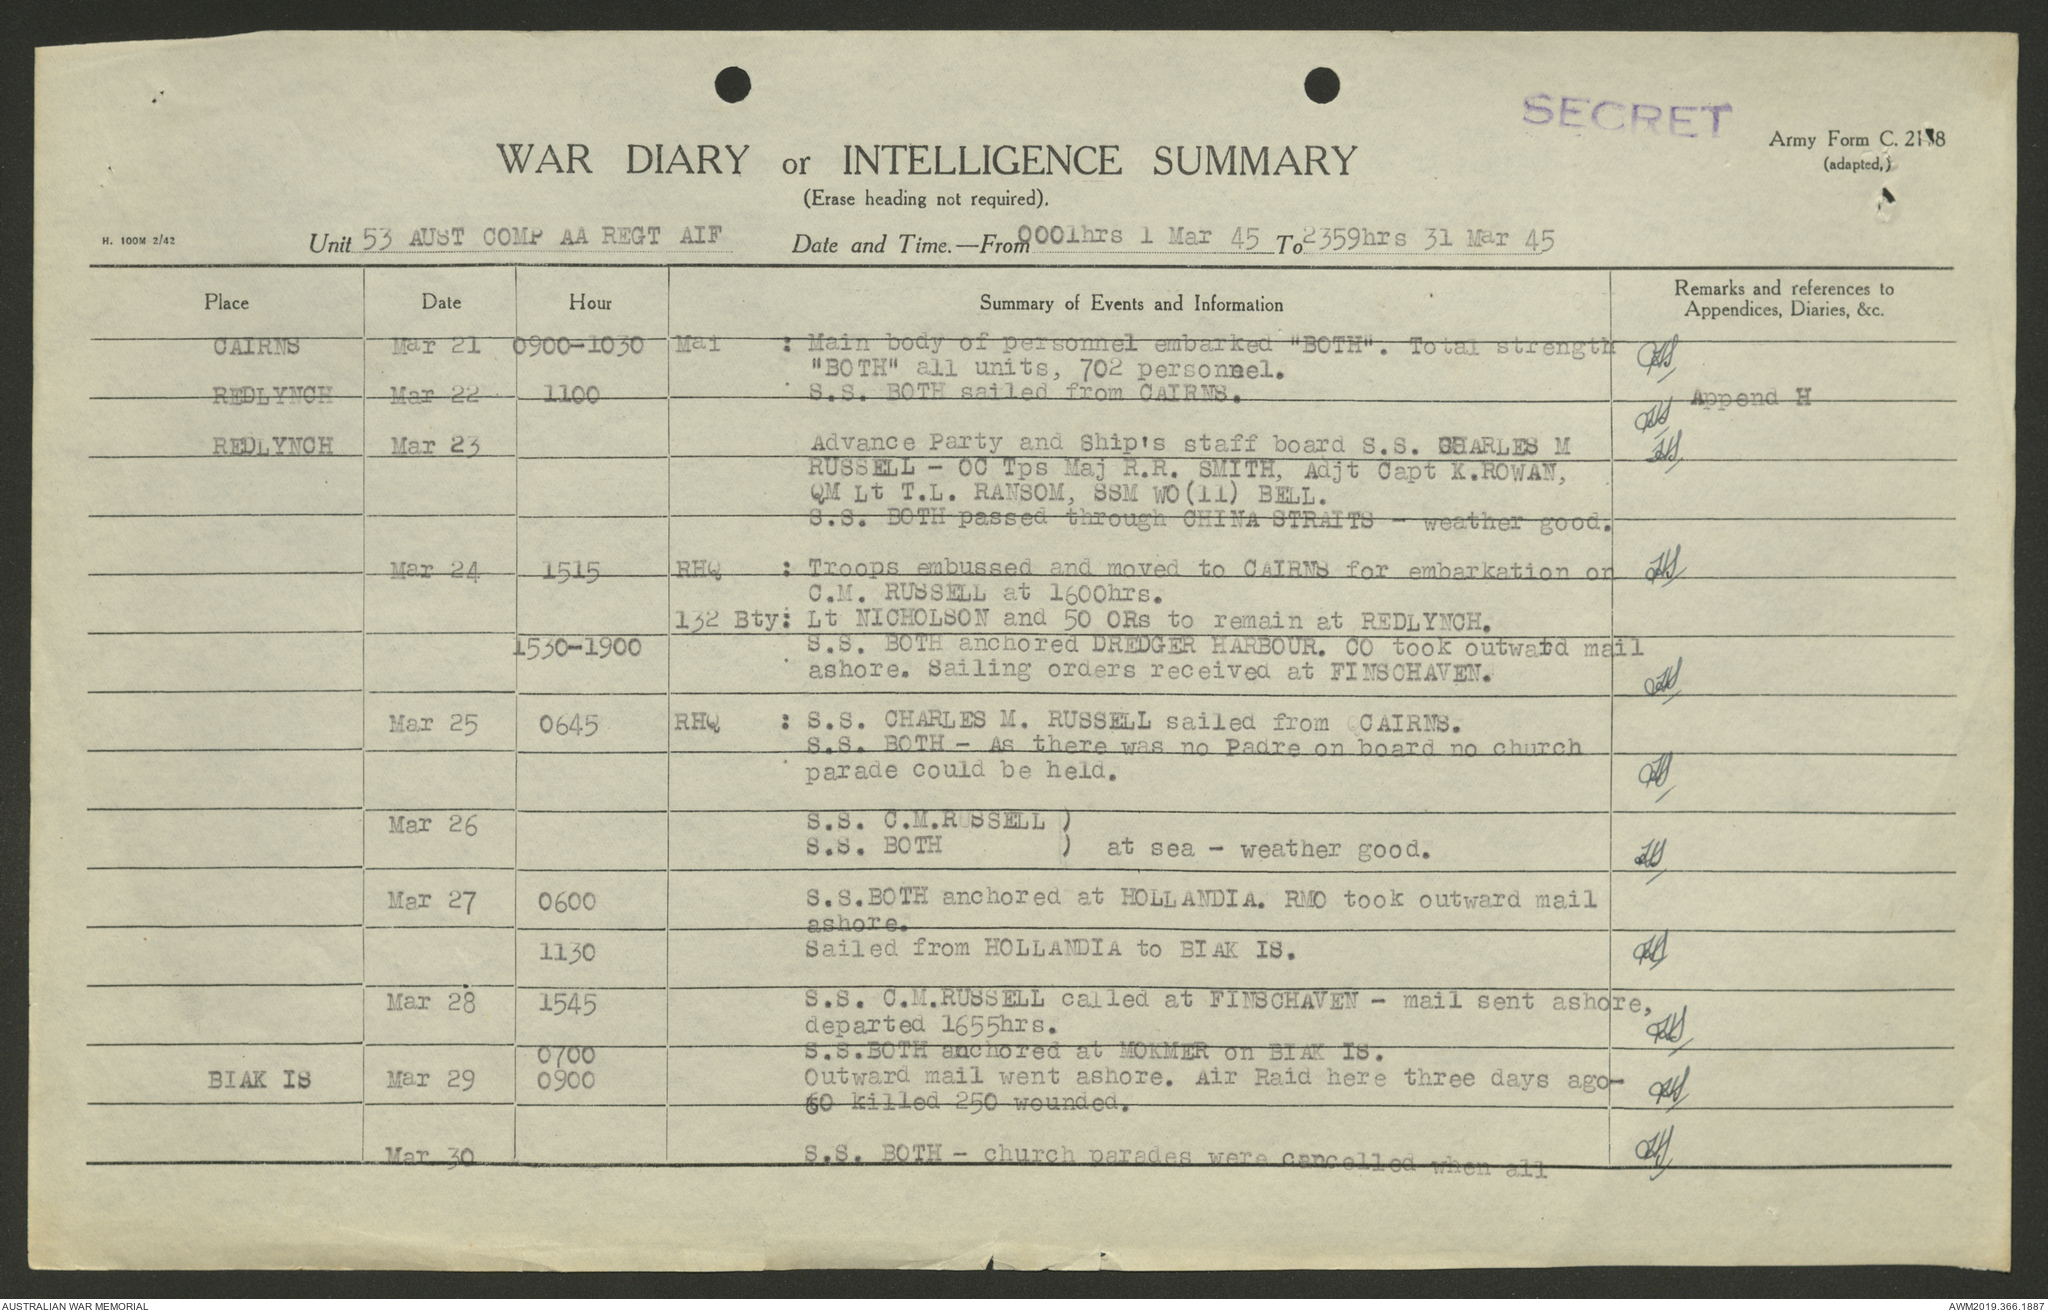 SECRET
Army Form C. 2118
(adapted,)
WAR DIARY or INTELLIGENCE SUMMARY
(Erase heading not required).
H. 100M 2/42
Unit 53 AUST COMP AA REGT AIF Date and Time.—From 0001hrs 1 Mar 45 To 2359hrs 31 Mar 45
Place Date Hour Summary of Events and Information Remarks and references to
Appendices, Diaries, &c.
CAIRNS Mar 21 0900-1030 Mai : Main body of personnel embarked "BOTH". Total strength
"BOTH" all units, 702 personnel.
REDLYNCH Mar 22 1100 S.S. BOTH sailed from CAIRNS. Append H
REDLYNCH Mar 23 Advance Party and Ship's staff board S.S. CHARLES M
RUSSELL - OC Tps Maj R.R. SMITH, Adjt Capt K.ROWAN,
QM Lt T.L. RANSOM, SSM WO(11) BELL.
S.S. BOTH passed through CHINA STRAITS - weather good.
Mar 24 1515 RHQ : Troops embussed and moved to CAIRNS for embarkation on
C.M. RUSSELL at 1600hrs.
132 Bty: Lt NICHOLSON and 50 ORs to remain at REDLYNCH.
1530-1900 S.S. BOTH anchored DREDGER HARBOUR. CO took outward mail
ashore. Sailing orders received at FINSCHAVEN.
Mar 25 0645 RHQ : S.S. CHARLES M. RUSSELL sailed from CAIRNS.
S.S. BOTH - As there was no Padre on board no church
parade could be held.
Mar 26 S.S. C.M.RUSSELL )
S.S. BOTH ) at sea - weather good.
Mar 27 0600 S.S.BOTH anchored at HOLLANDIA. RMO took outward mail
ashore.
1130 Sailed from HOLLANDIA to BIAK IS.
Mar 28 1545 S.S. C.M.RUSSELL called at FINSCHAVEN - mail sent ashore,
departed 1655hrs.
0700 S.S.BOTH anchored at MOKMER on BIAK IS.
BIAK IS Mar 29 0900 Outward mail went ashore. Air Raid here three days ago-
60 killed 250 wounded.
Mar 30 S.S. BOTH - church parades were cancelled when all
AUSTRALIAN WAR MEMORIAL AWM2019.366.1887